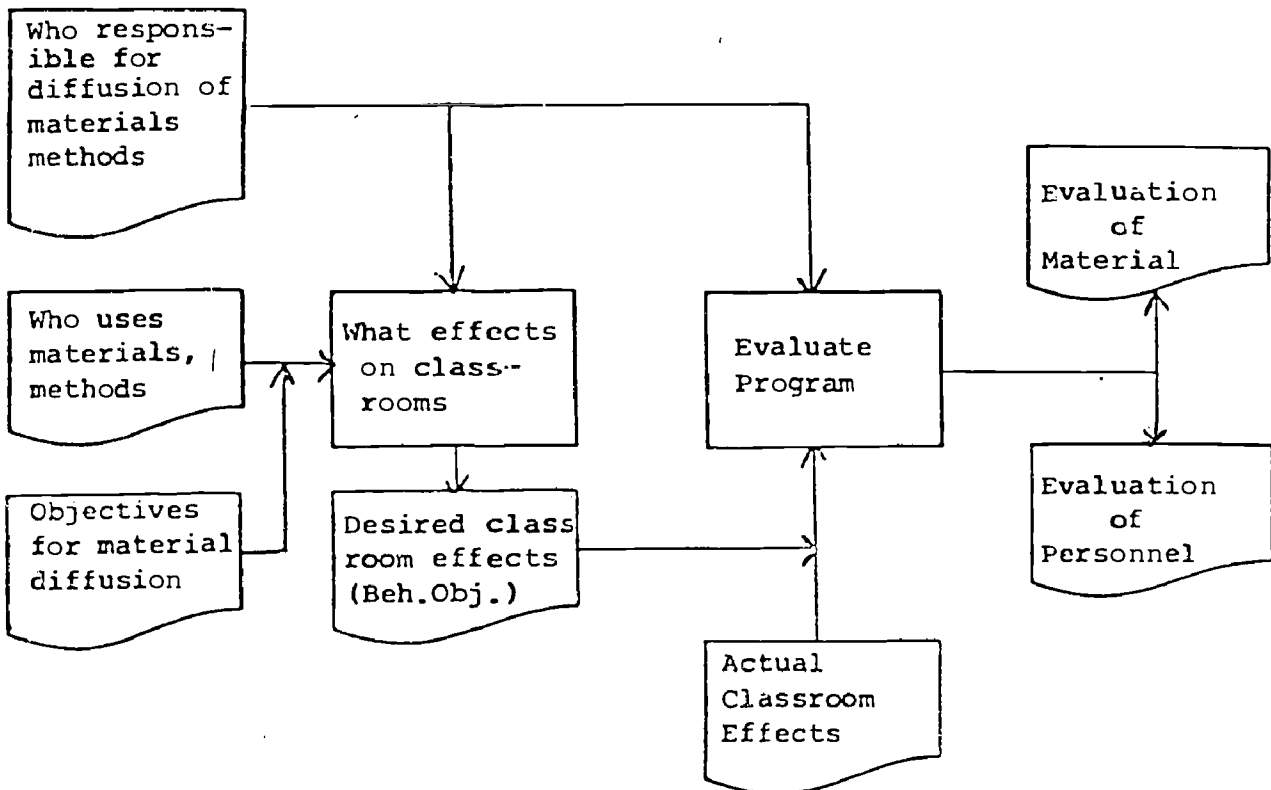 Who respons-
ible for
diffusion of
materials
methods
Who uses
materials,
methods
Objectives
for material
diffusion
What effects
on class-
rooms
Desired class
room effects
(Beh.Obj.)
Evaluate
Program
Actual
Classroom
Effects
Evaluation
of
Material
Evaluation
of
Personnel